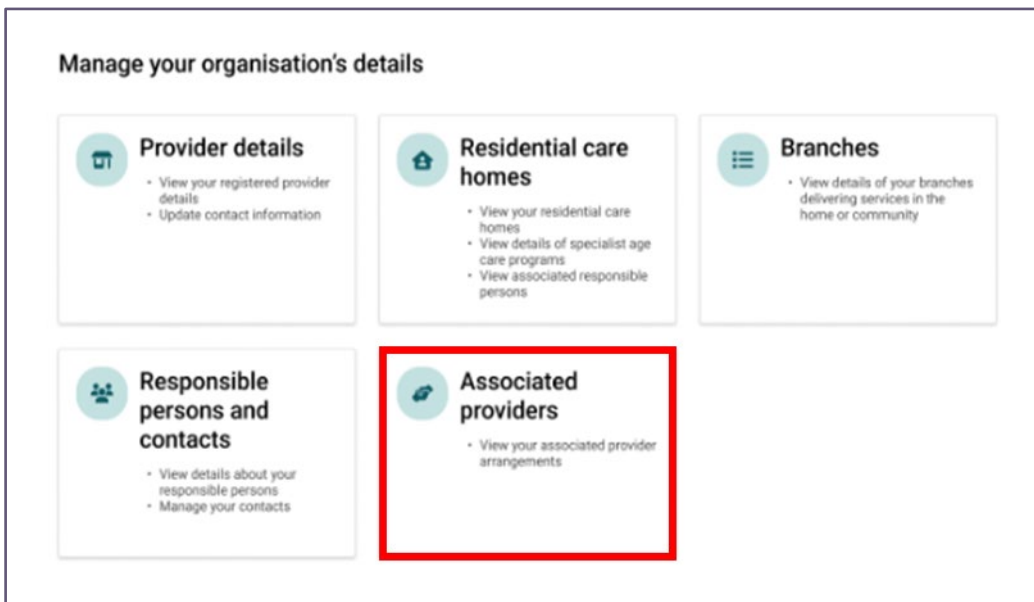 Manage your organisation's details
Provider details
• View your registered provider
details
• Update contact information
Residential care
homes
• View your residential care
homes
• View details of specialist age
care programs
• View associated responsible
persons
Branches
• View details of your branches
delivering services in the
home or community
Responsible
persons and
contacts
• View details about your
responsible persons
• Manage your contacts
Associated
providers
• View your associated provider
arrangements